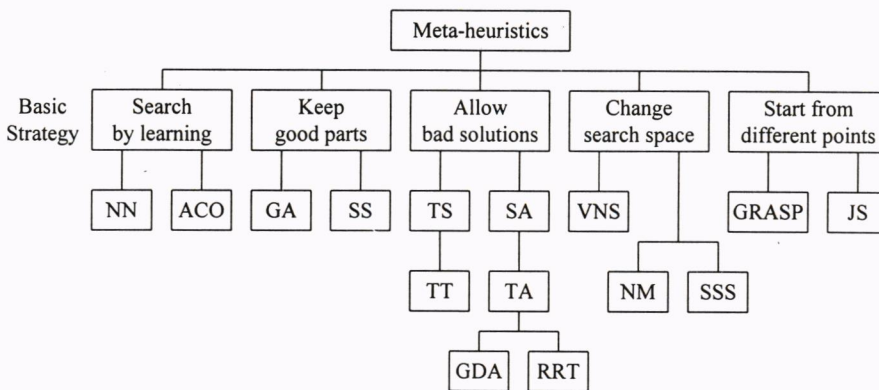 Meta-heuristics
Basic
Strategy
Search
by learning
Keep
good parts
Allow
bad solutions
Change
search space
Start from
different points
NN
ACO
GA
SS
TS
SA
VNS
GRASP
JS
TT
TA
NM
SSS
GDA
RRT